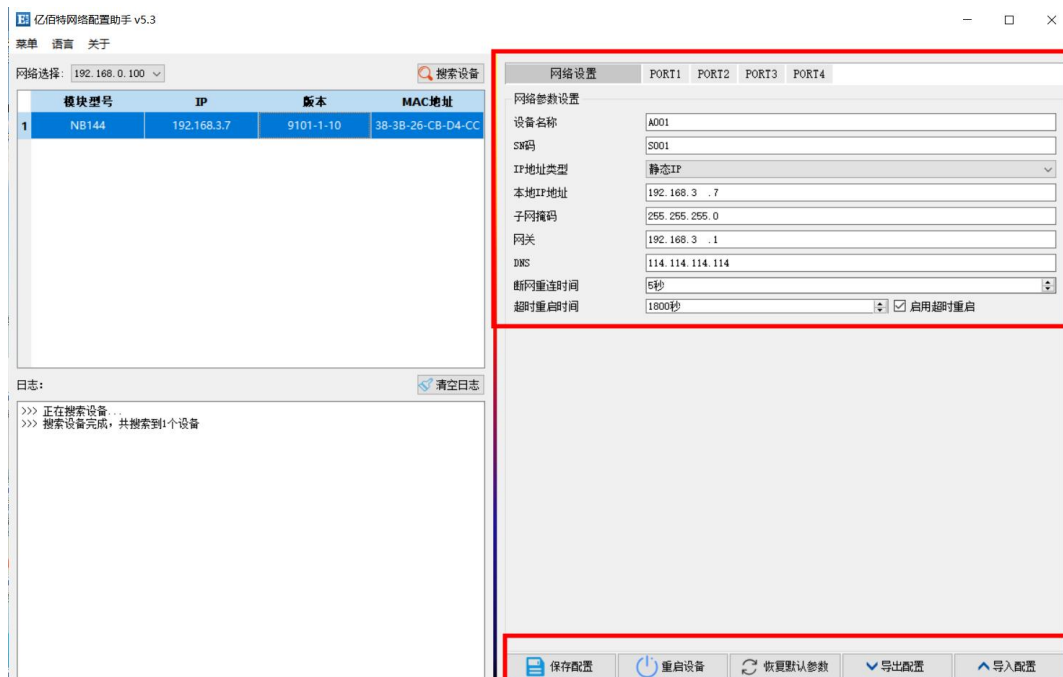 亿佰特网络配置助手 v5.3
菜单 语言 关于
网络选择: 192.168.0.100 搜索设备
模块型号 IP 版本 MAC地址
1 NB144 192.168.3.7 9101-1-10 38-3B-26-CB-D4-CC
日志:
清空日志
>>> 正在搜索设备...
>>> 搜索设备完成，共搜索到1个设备
网络设置 PORT1 PORT2 PORT3 PORT4
网络参数设置
设备名称 A001
SN码 S001
IP地址类型 静态IP
本地IP地址 192.168.3 .7
子网掩码 255.255.255.0
网关 192.168.3 .1
DNS 114.114.114.114
断网重连时间 5秒
超时重启时间 1800秒 启用超时重启
保存配置 重启设备 恢复默认参数 导出配置 导入配置